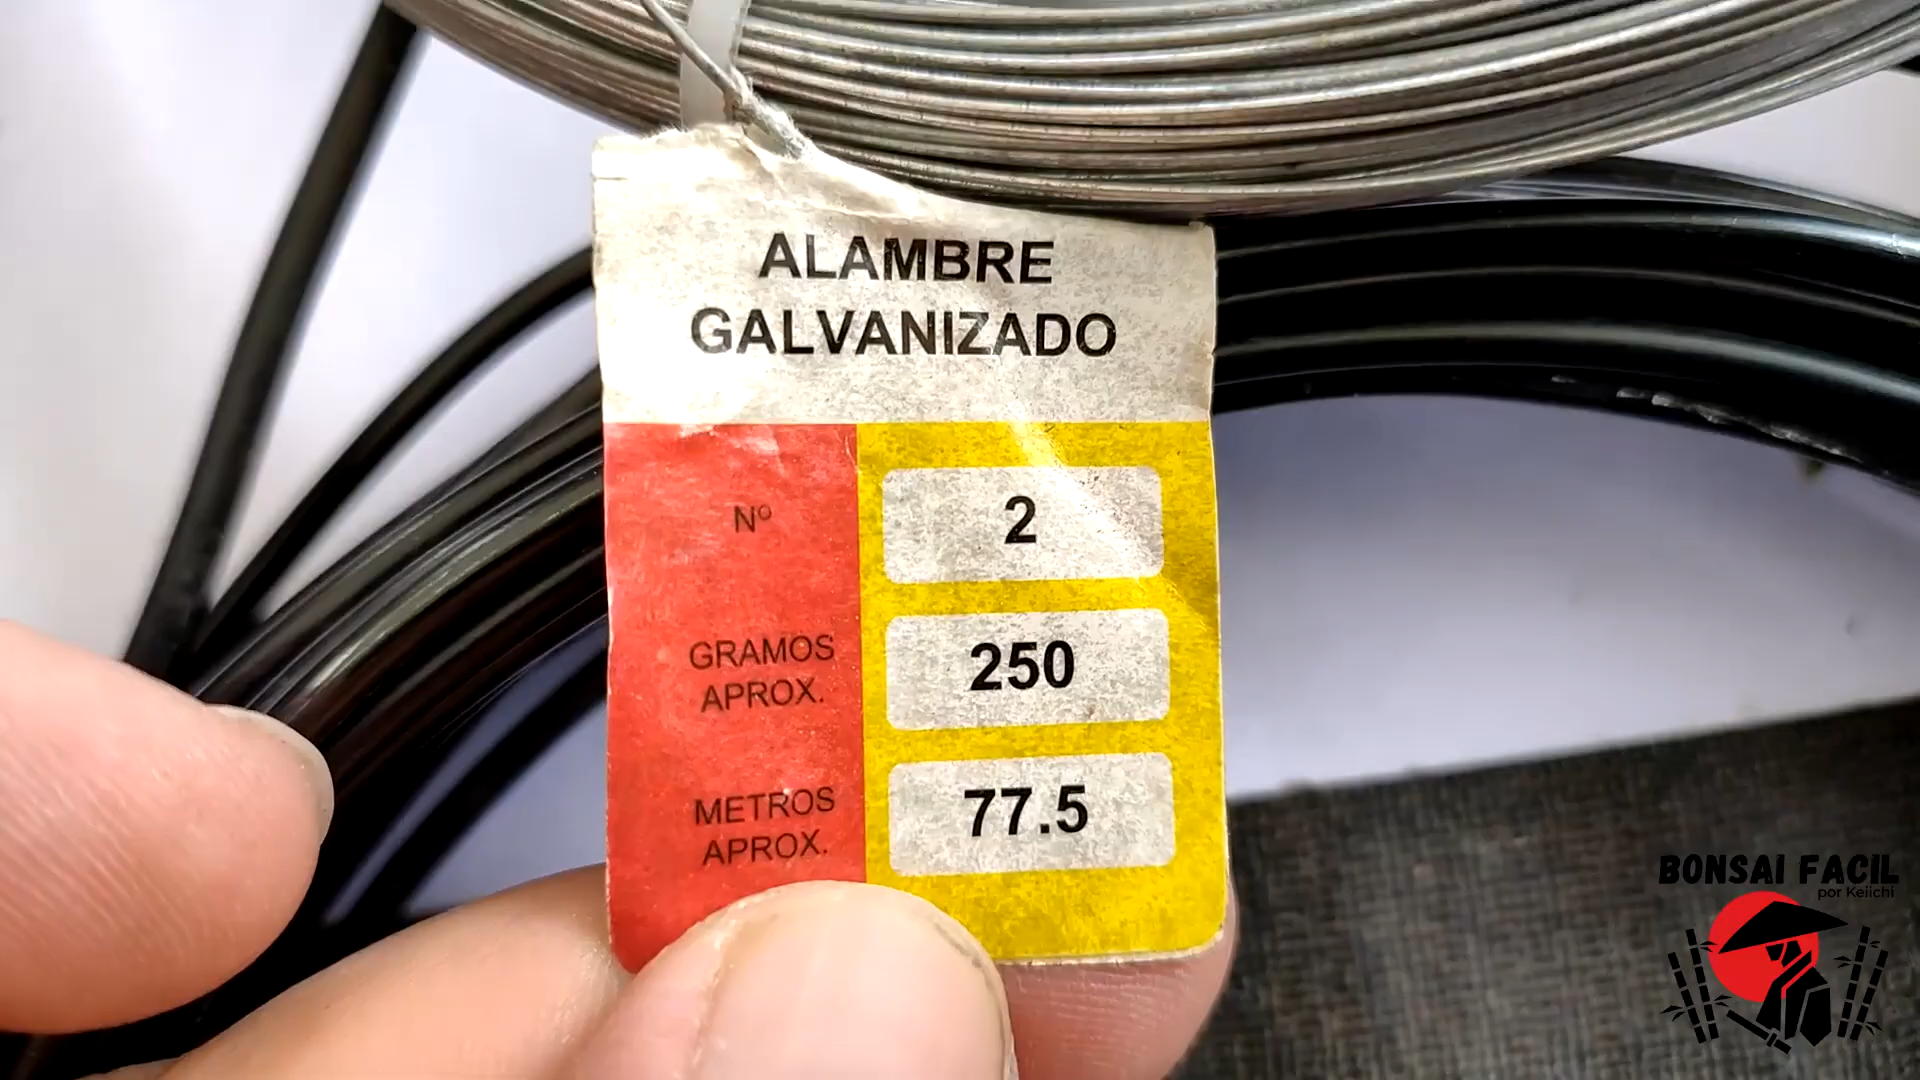 ALAMBRE
GALVANIZADO
Nº
2
GRAMOS
APROX.
250
METROS
APROX.
77.5
BONSAI FACIL
por Keiichi